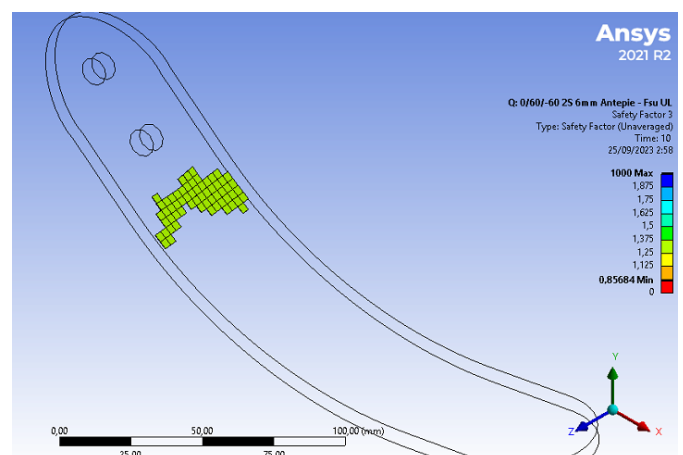 Ansys
2021 R2
Q: 0/60/-60 2S 6mm Antepie - Fsu UL
Safety Factor 3
Type: Safety Factor (Unaveraged)
Time: 10
25/09/2023 2:58
1000 Max
1,875
1,75
1,625
1,5
1,375
1,25
1,125
0,85684 Min
0
Y
Z
X
0,00 50,00 100,00 (mm)
25,00 75,00